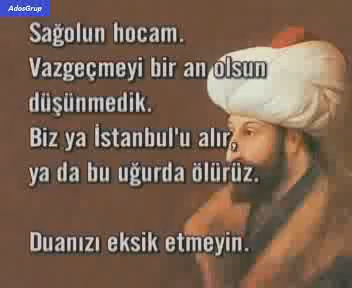 AdosGrup
Sağolun hocam.
Vazgeçmeyi bir an olsun
düşünmedik.
Biz ya İstanbul'u alır,
ya da bu uğurda ölürüz.
Duanızı eksik etmeyin.